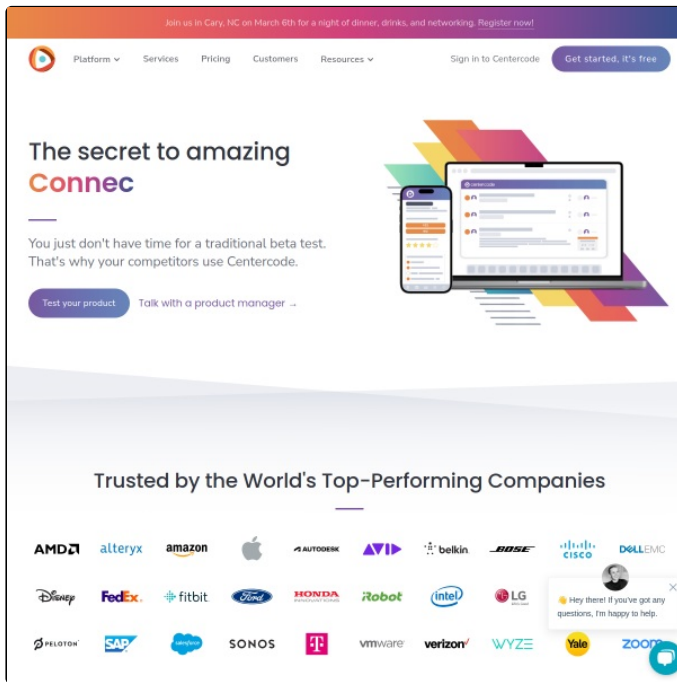 Join us in Cary, NC on March 6th for a night of dinner, drinks, and networking. Register now!
Platform Services Pricing Customers Resources Sign in to Centercode Get started, it's free
The secret to amazing
Connec
You just don't have time for a traditional beta test.
That's why your competitors use Centercode.
Test your product Talk with a product manager →
CENTERCODE
Trusted by the World's Top-Performing Companies
AMD alteryx amazon AUTODESK AVID belkin BOSE CISCO DELLEMC
Disney FedEx. fitbit Ford HONDA iRobot intel LG
👋 Hey there! If you've got any
questions, I'm happy to help.
PELOTON SAP salesforce SONOS T vmware verizon WYZE Yale zoom